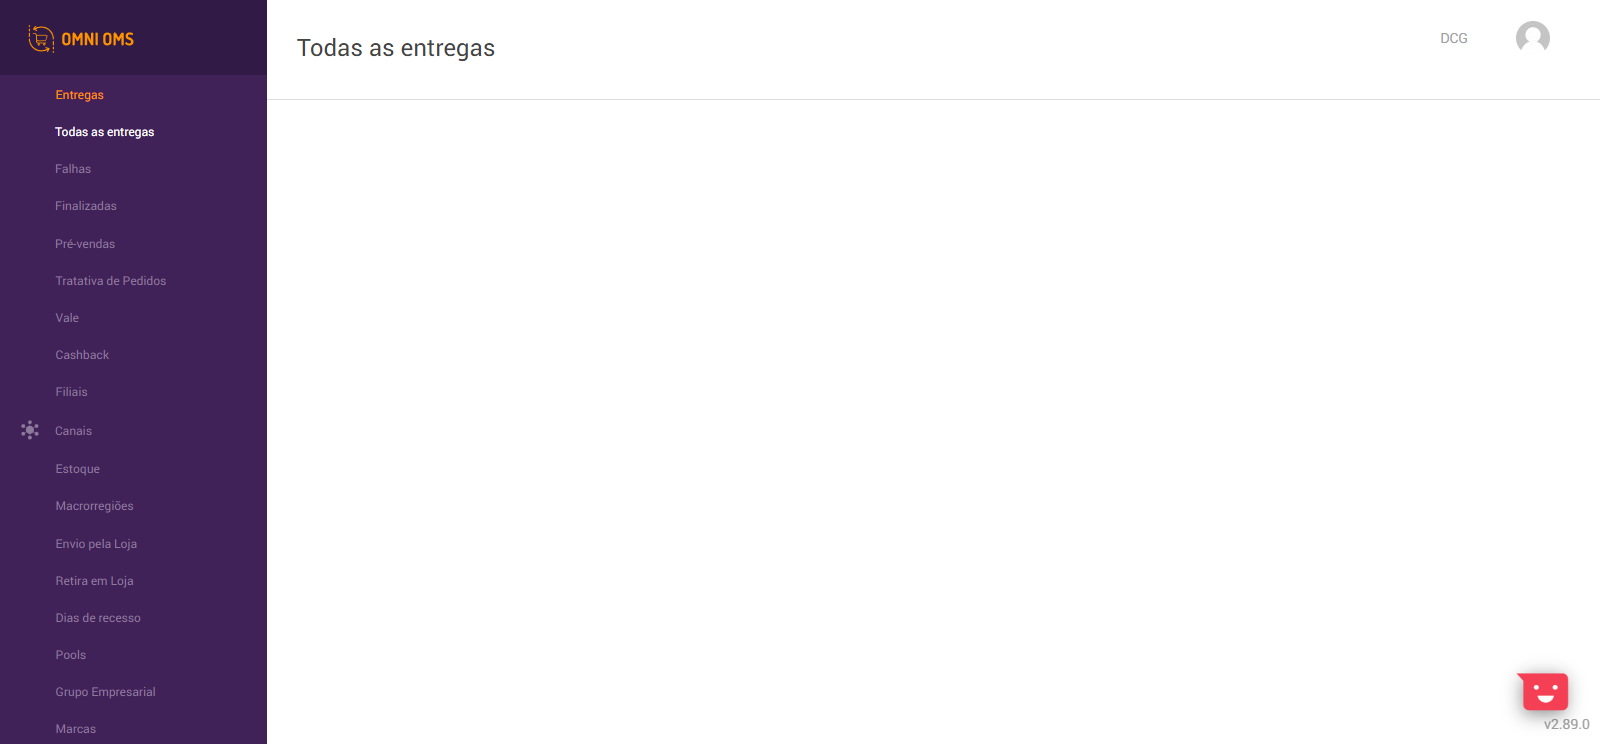 OMNI OMS
Todas as entregas
DCG
Entregas
Todas as entregas
Falhas
Finalizadas
Pré-vendas
Tratativa de Pedidos
Vale
Cashback
Filiais
Canais
Estoque
Macrorregiões
Envio pela Loja
Retira em Loja
Dias de recesso
Pools
Grupo Empresarial
Marcas
v2.89.0